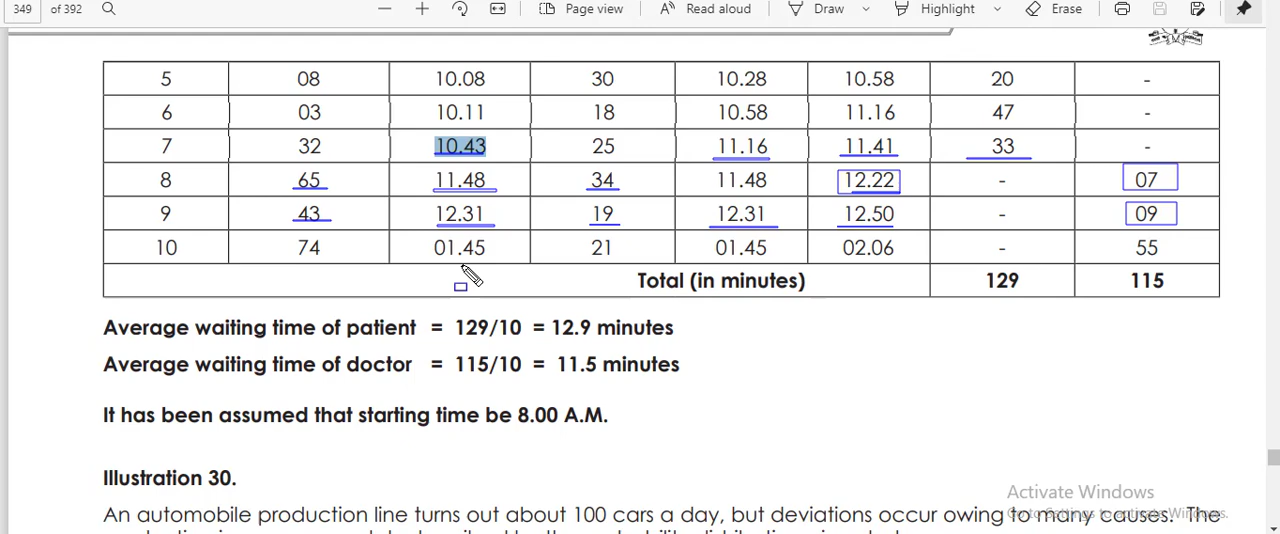 349 of 392 Page view Read aloud Draw Highlight Erase
5 08 10.08 30 10.28 10.58 20 -
6 03 10.11 18 10.58 11.16 47 -
7 32 10.43 25 11.16 11.41 33 -
8 65 11.48 34 11.48 12.22 - 07
9 43 12.31 19 12.31 12.50 - 09
10 74 01.45 21 01.45 02.06 - 55
Total (in minutes) 129 115
Average waiting time of patient = 129/10 = 12.9 minutes
Average waiting time of doctor = 115/10 = 11.5 minutes
It has been assumed that starting time be 8.00 A.M.
Illustration 30.
Activate Windows
An automobile production line turns out about 100 cars a day, but deviations occur owing to many causes. The
Go to Settings to activate Windows.